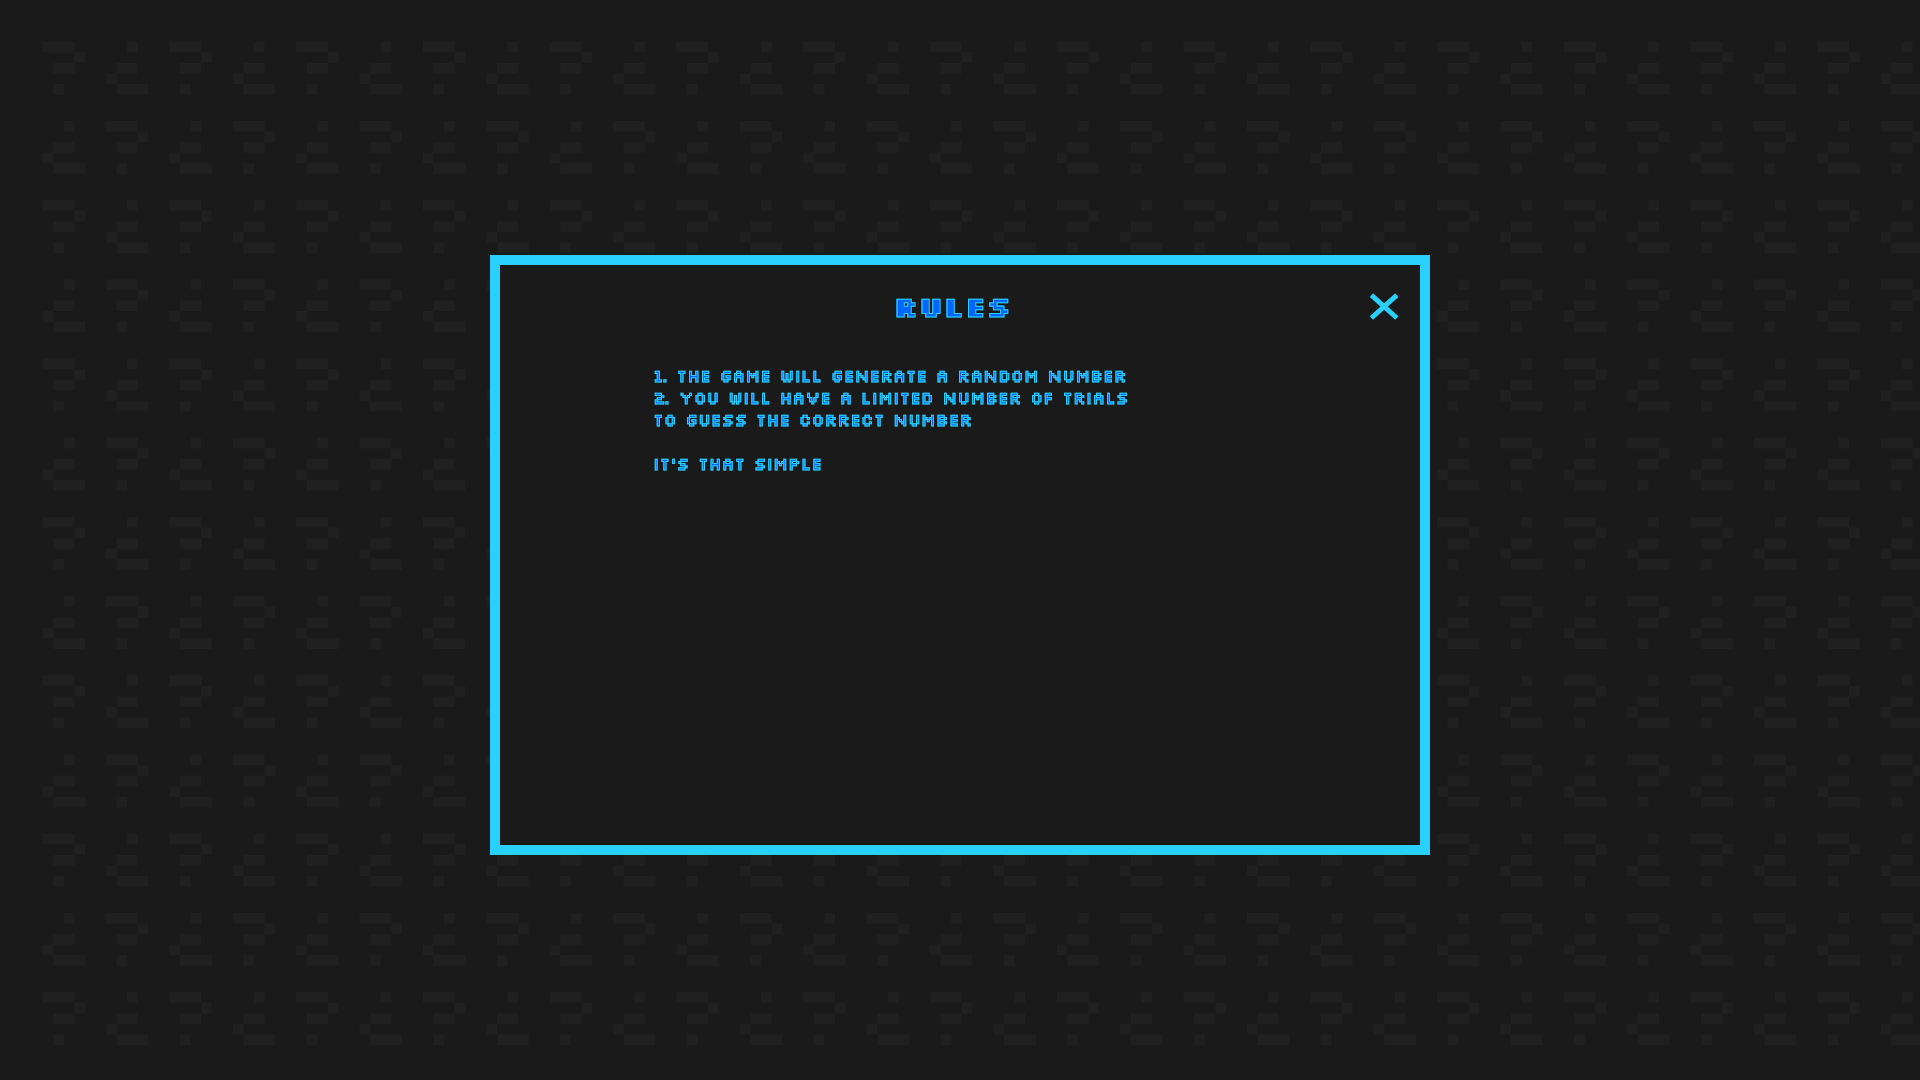 RULES
1. THE GAME WILL GENERATE A RANDOM NUMBER
2. YOU WILL HAVE A LIMITED NUMBER OF TRIALS
TO GUESS THE CORRECT NUMBER
IT'S THAT SIMPLE